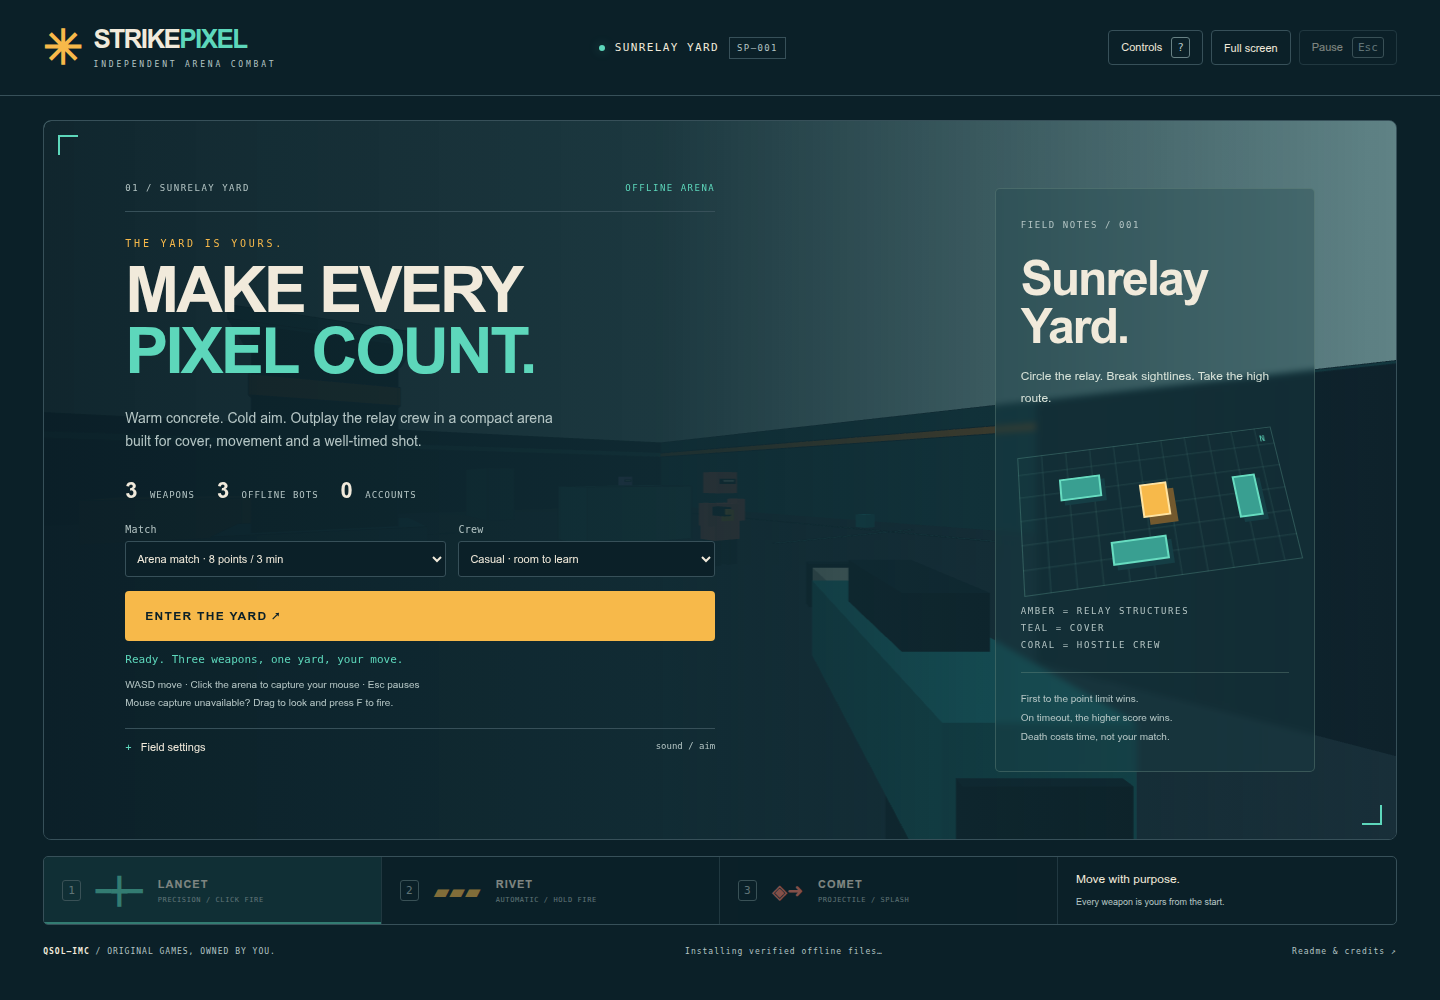 STRIKEPIXEL
INDEPENDENT ARENA COMBAT
SUNRELAY YARD SP—001
Controls ?
Full screen
Pause Esc
01 / SUNRELAY YARD
OFFLINE ARENA
THE YARD IS YOURS.
MAKE EVERY
PIXEL COUNT.
Warm concrete. Cold aim. Outplay the relay crew in a compact arena
built for cover, movement and a well-timed shot.
3 WEAPONS 3 OFFLINE BOTS 0 ACCOUNTS
Match
Arena match · 8 points / 3 min
Crew
Casual · room to learn
ENTER THE YARD ↗
Ready. Three weapons, one yard, your move.
WASD move · Click the arena to capture your mouse · Esc pauses
Mouse capture unavailable? Drag to look and press F to fire.
+ Field settings
sound / aim
FIELD NOTES / 001
Sunrelay
Yard.
Circle the relay. Break sightlines. Take the high
route.
N
AMBER = RELAY STRUCTURES
TEAL = COVER
CORAL = HOSTILE CREW
First to the point limit wins.
On timeout, the higher score wins.
Death costs time, not your match.
1 LANCET
PRECISION / CLICK FIRE
2 RIVET
AUTOMATIC / HOLD FIRE
3 COMET
PROJECTILE / SPLASH
Move with purpose.
Every weapon is yours from the start.
QSOL—IMC / ORIGINAL GAMES, OWNED BY YOU.
Installing verified offline files…
Readme & credits ↗